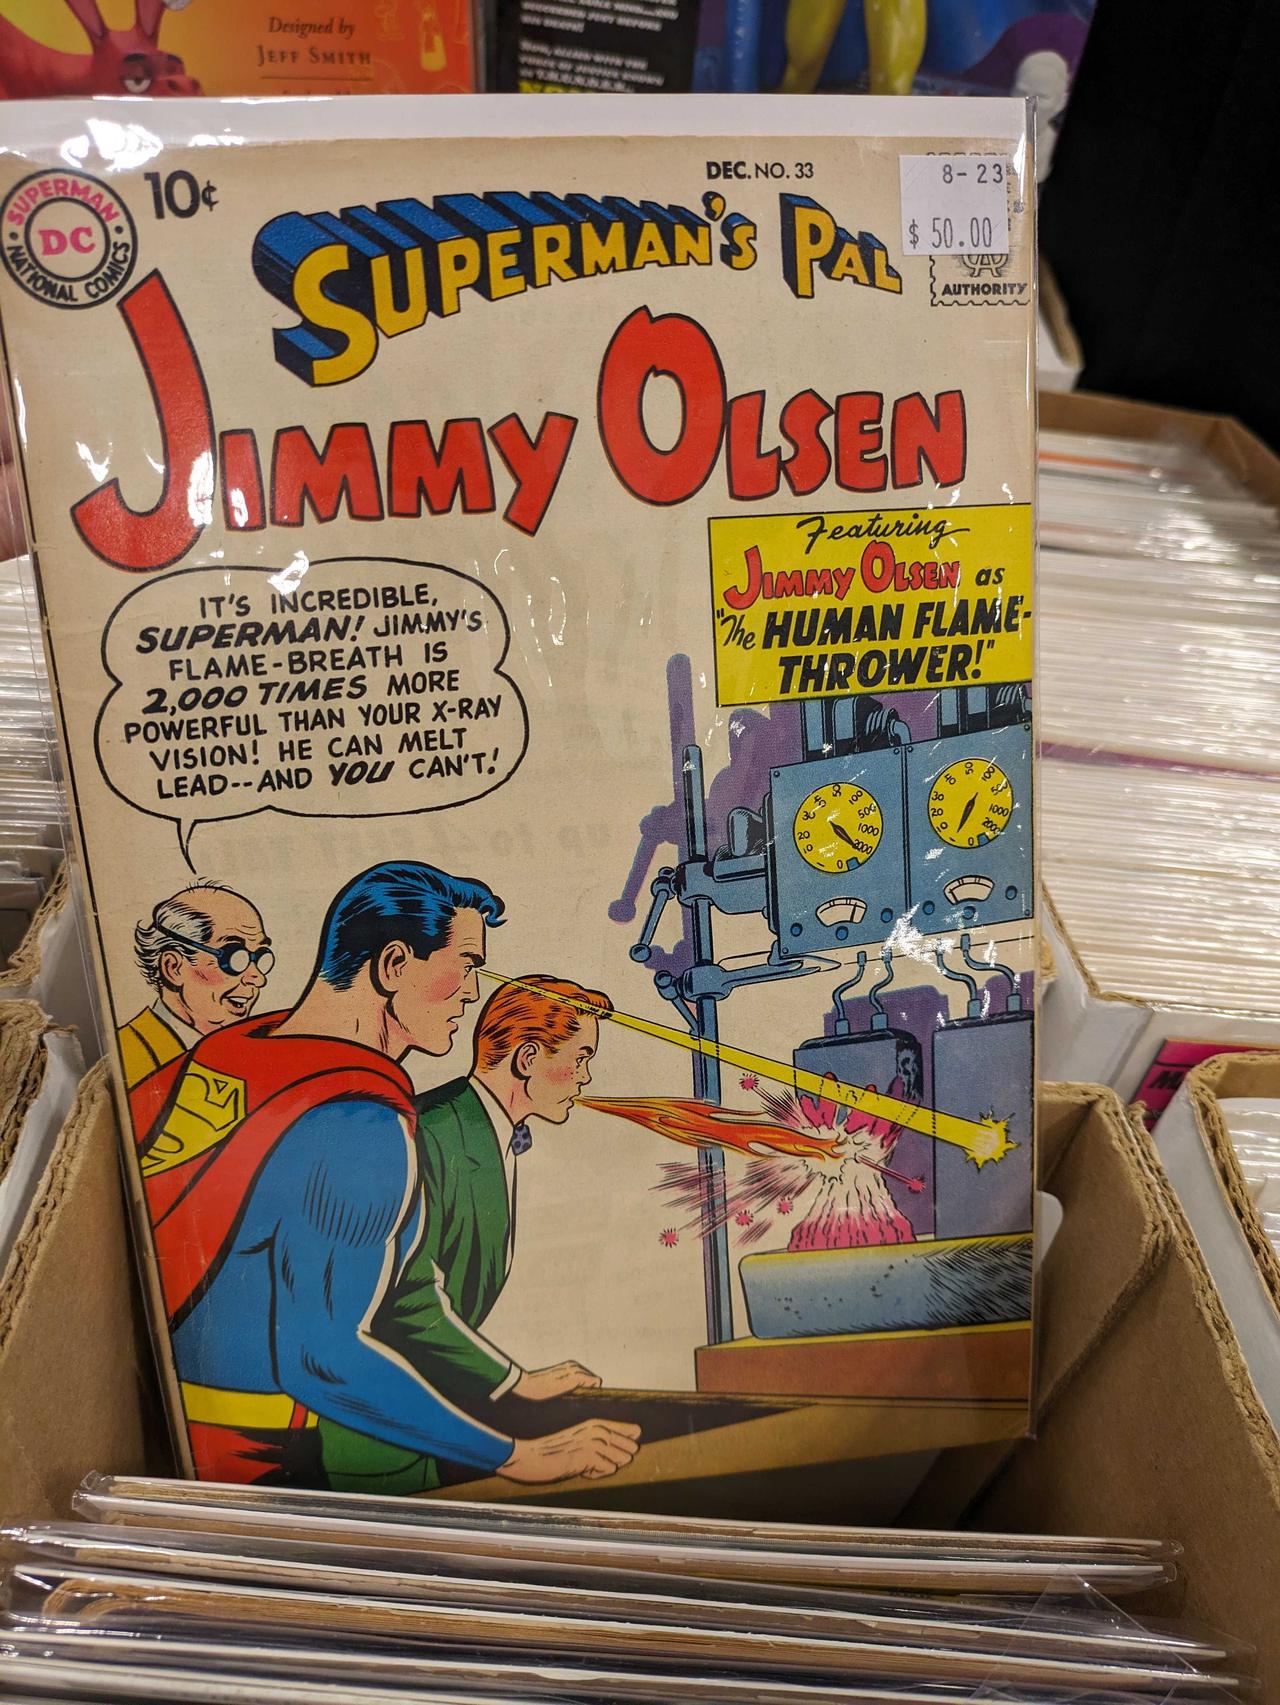 Designed by
JEFF SMITH
SUPERMAN
DC
NATIONAL COMICS
10¢
DEC. NO. 33
8-23
$ 50.00
AUTHORITY
SUPERMAN'S PAL
JIMMY OLSEN
Featuring
JIMMY OLSEN as
"The HUMAN FLAME-
THROWER!"
IT'S INCREDIBLE,
SUPERMAN! JIMMY'S
FLAME-BREATH IS
2,000 TIMES MORE
POWERFUL THAN YOUR X-RAY
VISION! HE CAN MELT
LEAD--AND YOU CAN'T!